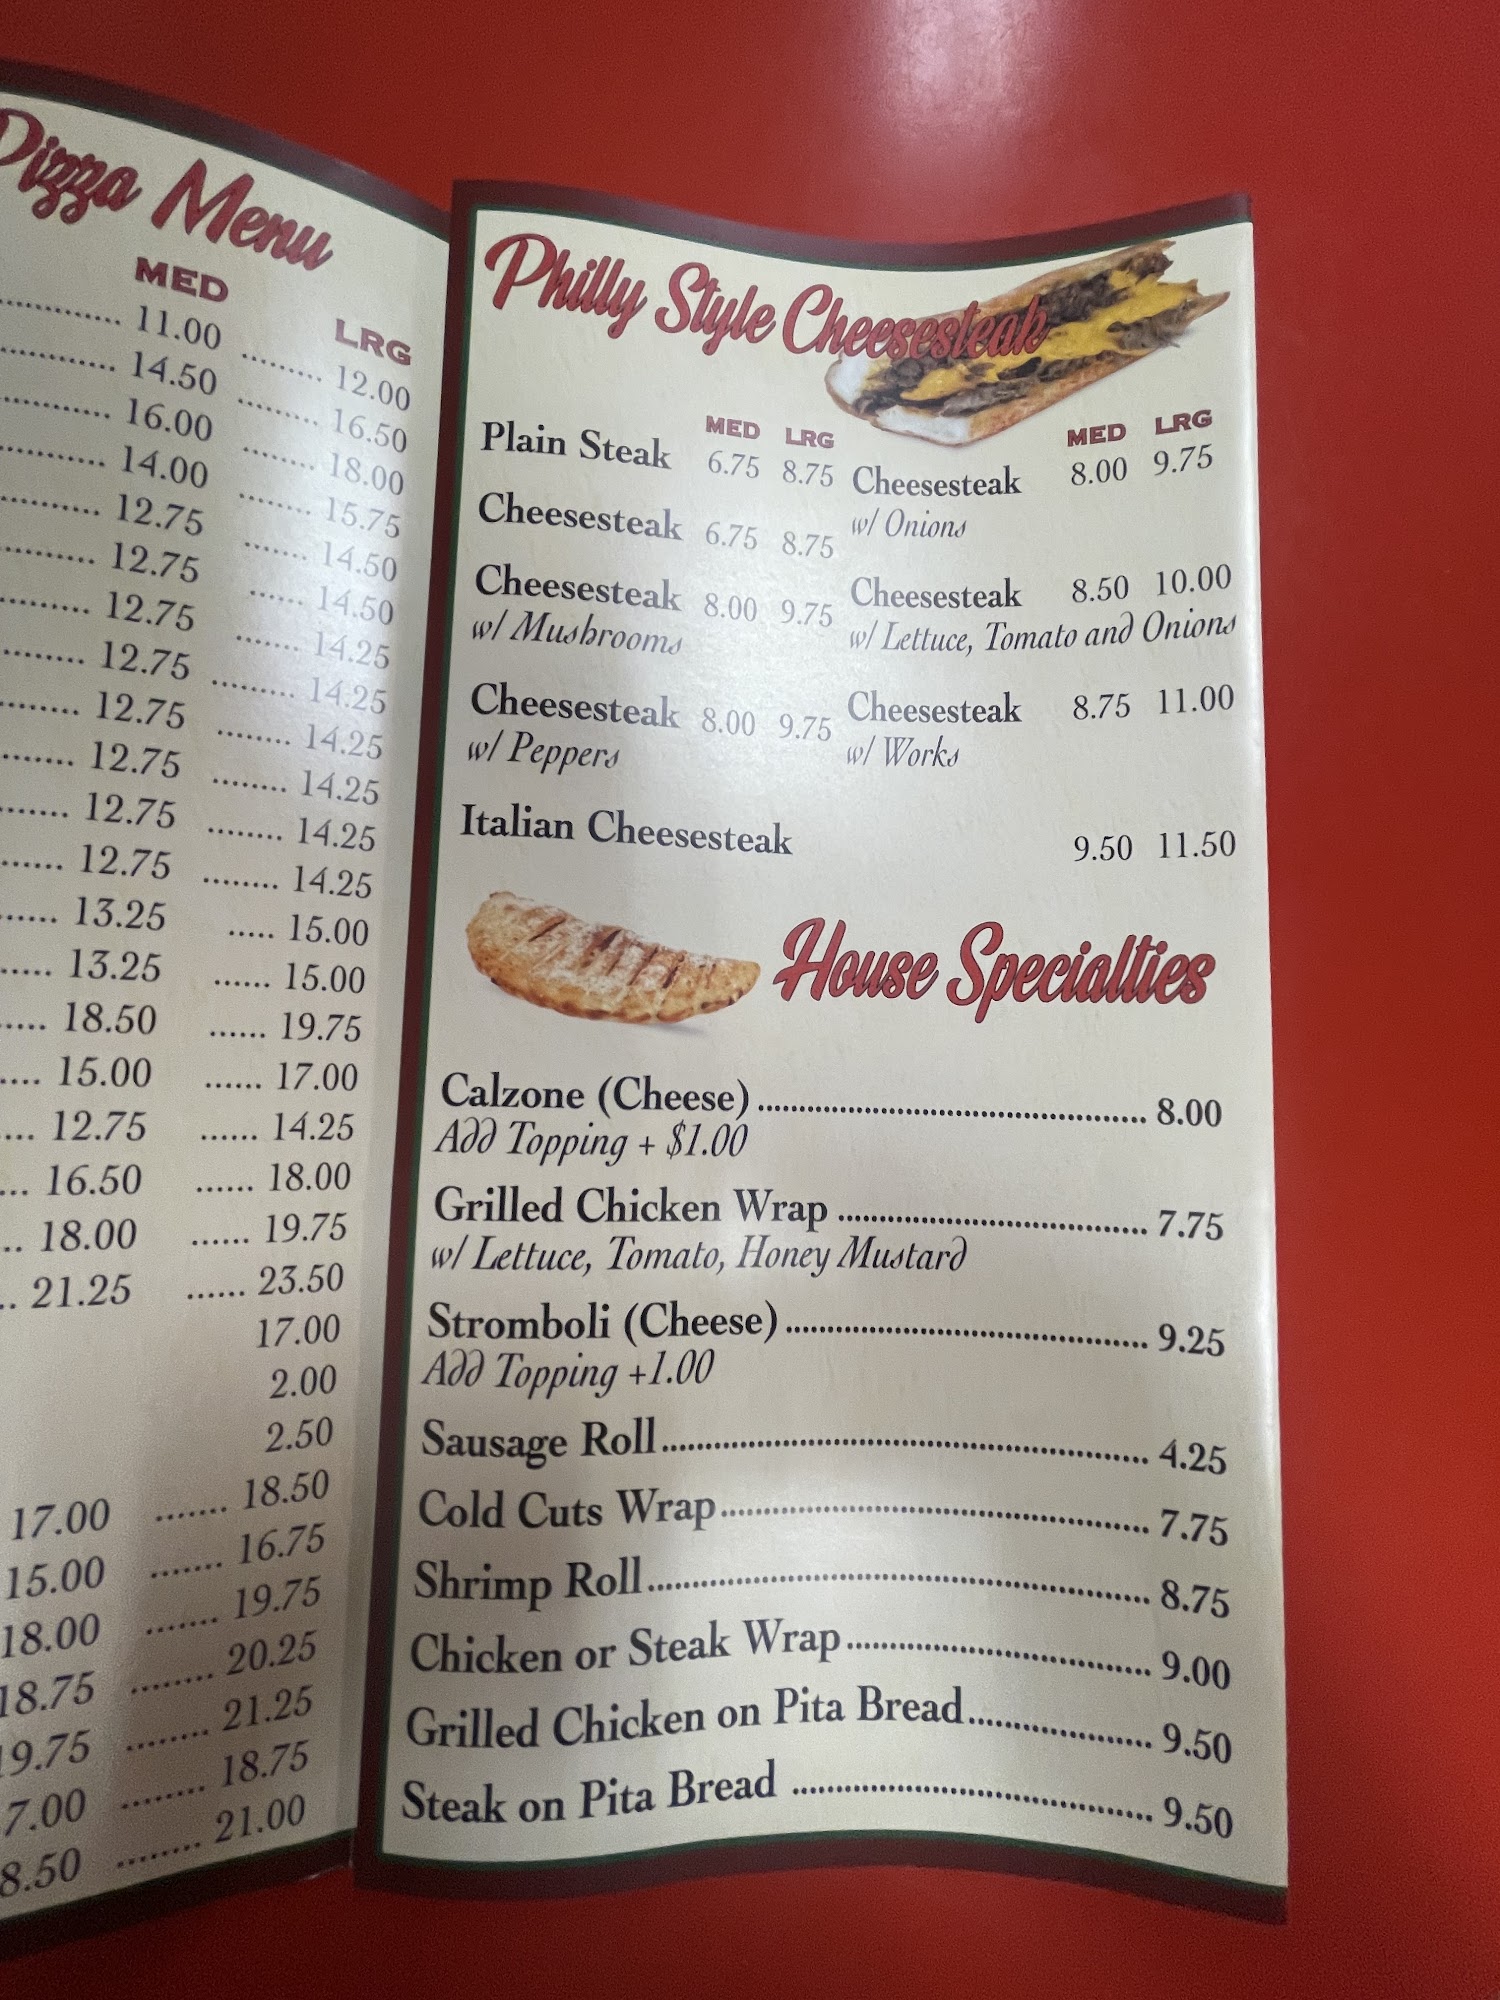 Pizza Menu
MED LRG
11.00 12.00
14.50 16.50
16.00 18.00
14.00 15.75
12.75 14.50
12.75 14.50
12.75 14.25
12.75 14.25
12.75 14.25
12.75 14.25
12.75 14.25
12.75 14.25
13.25 15.00
13.25 15.00
18.50 19.75
15.00 17.00
12.75 14.25
16.50 18.00
18.00 19.75
21.25 23.50
17.00
2.00
2.50
17.00 18.50
15.00 16.75
18.00 19.75
18.75 20.25
19.75 21.25
7.00 18.75
8.50 21.00
Philly Style Cheesesteak
MED LRG
Plain Steak 6.75 8.75
Cheesesteak 6.75 8.75
Cheesesteak 8.00 9.75
w/ Mushrooms
Cheesesteak 8.00 9.75
w/ Peppers
MED LRG
Cheesesteak 8.00 9.75
w/ Onions
Cheesesteak 8.50 10.00
w/ Lettuce, Tomato and Onions
Cheesesteak 8.75 11.00
w/ Works
Italian Cheesesteak 9.50 11.50
House Specialties
Calzone (Cheese) 8.00
Add Topping + $1.00
Grilled Chicken Wrap 7.75
w/ Lettuce, Tomato, Honey Mustard
Stromboli (Cheese) 9.25
Add Topping +1.00
Sausage Roll 4.25
Cold Cuts Wrap 7.75
Shrimp Roll 8.75
Chicken or Steak Wrap 9.00
Grilled Chicken on Pita Bread 9.50
Steak on Pita Bread 9.50